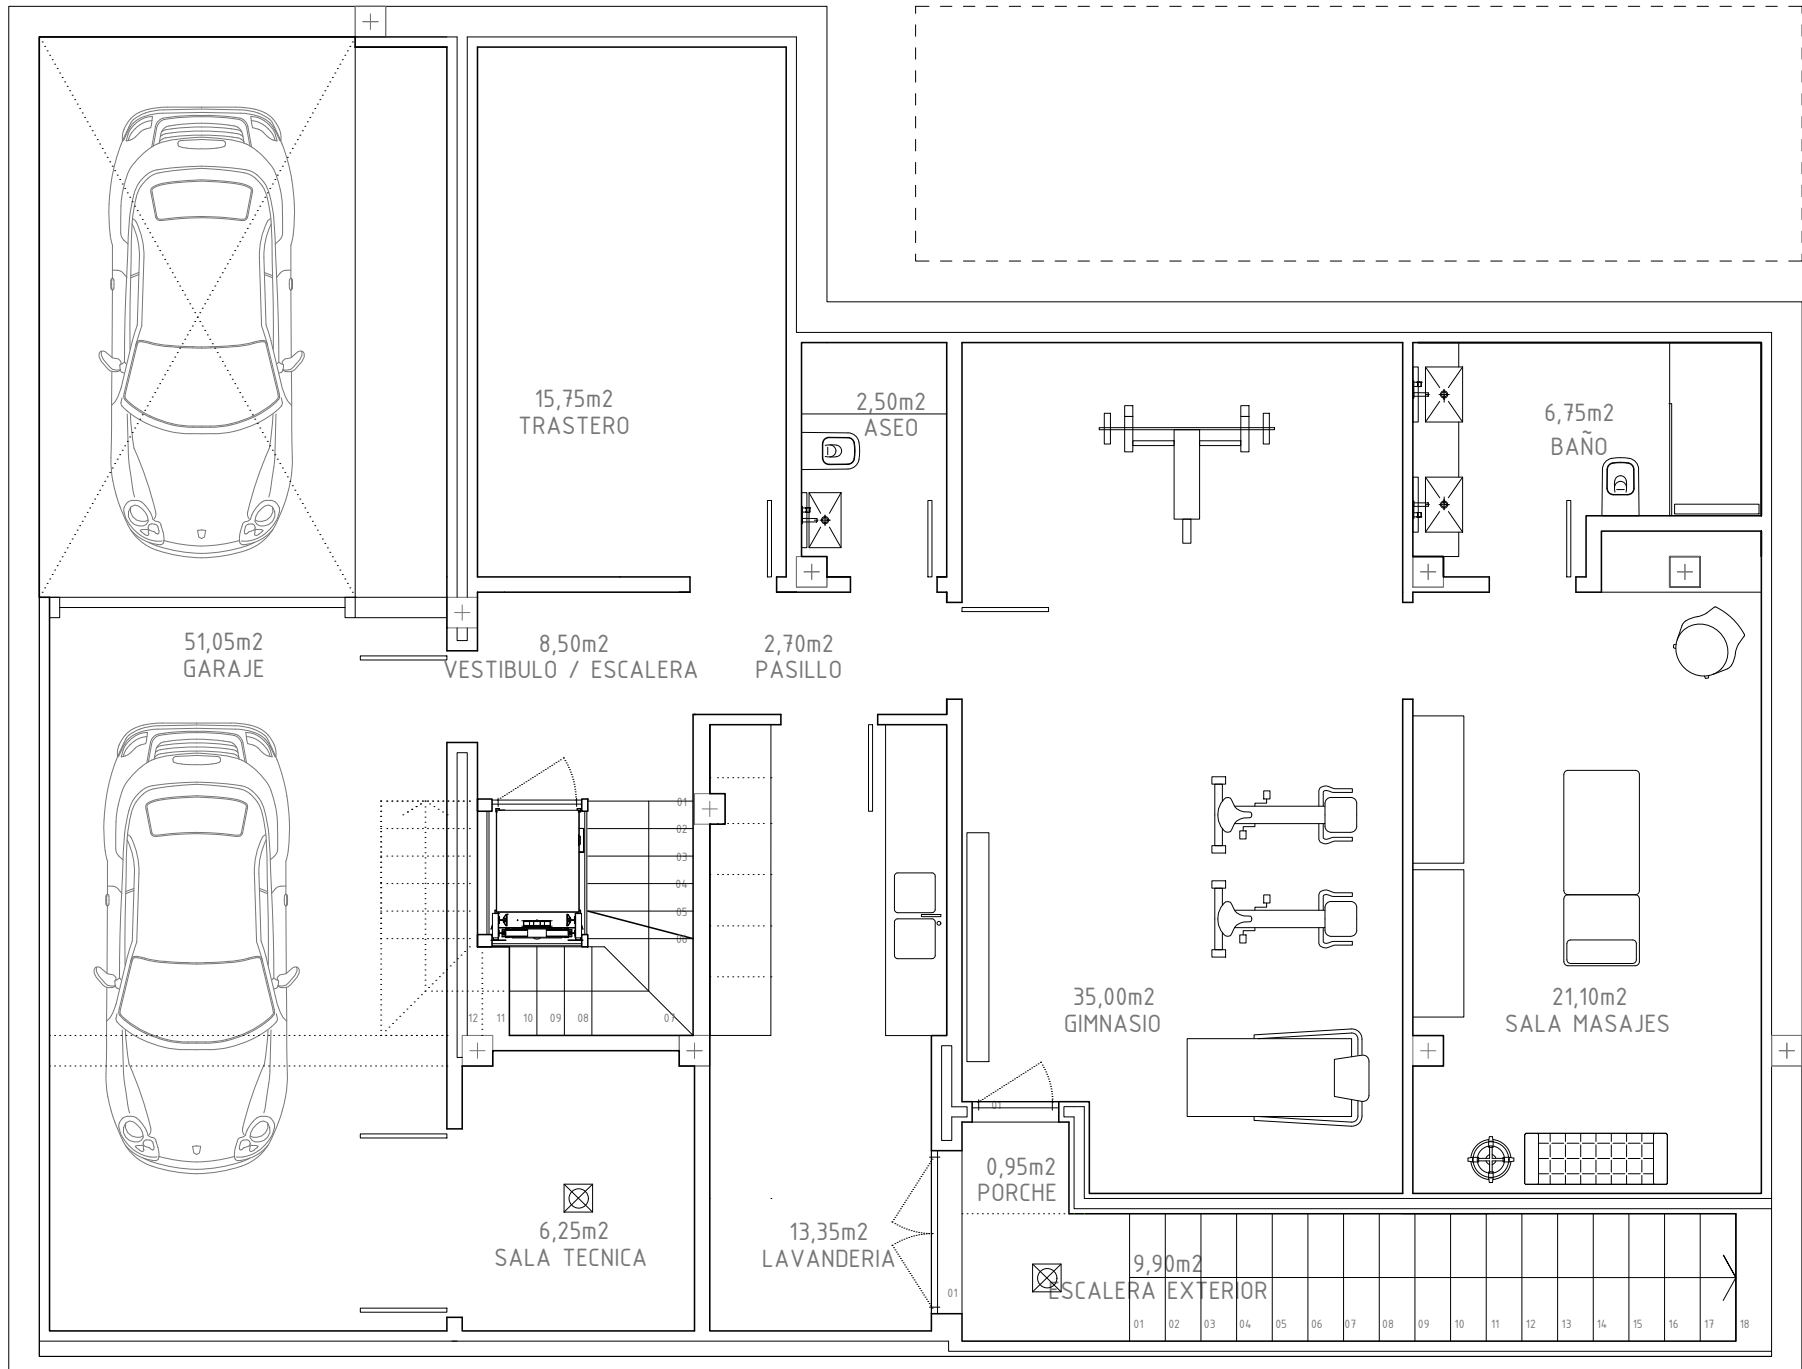 15,75m2
TRASTERO
2,50m2
ASEO
6,75m2
BAÑO
51,05m2
GARAJE
8,50m2
VESTIBULO / ESCALERA
2,70m2
PASILLO
01
02
03
04
05
06
12 11 10 09 08 07
35,00m2
GIMNASIO
21,10m2
SALA MASAJES
01
0,95m2
PORCHE
6,25m2
SALA TECNICA
13,35m2
LAVANDERIA
9,90m2
ESCALERA EXTERIOR
01
01 02 03 04 05 06 07 08 09 10 11 12 13 14 15 16 17 18